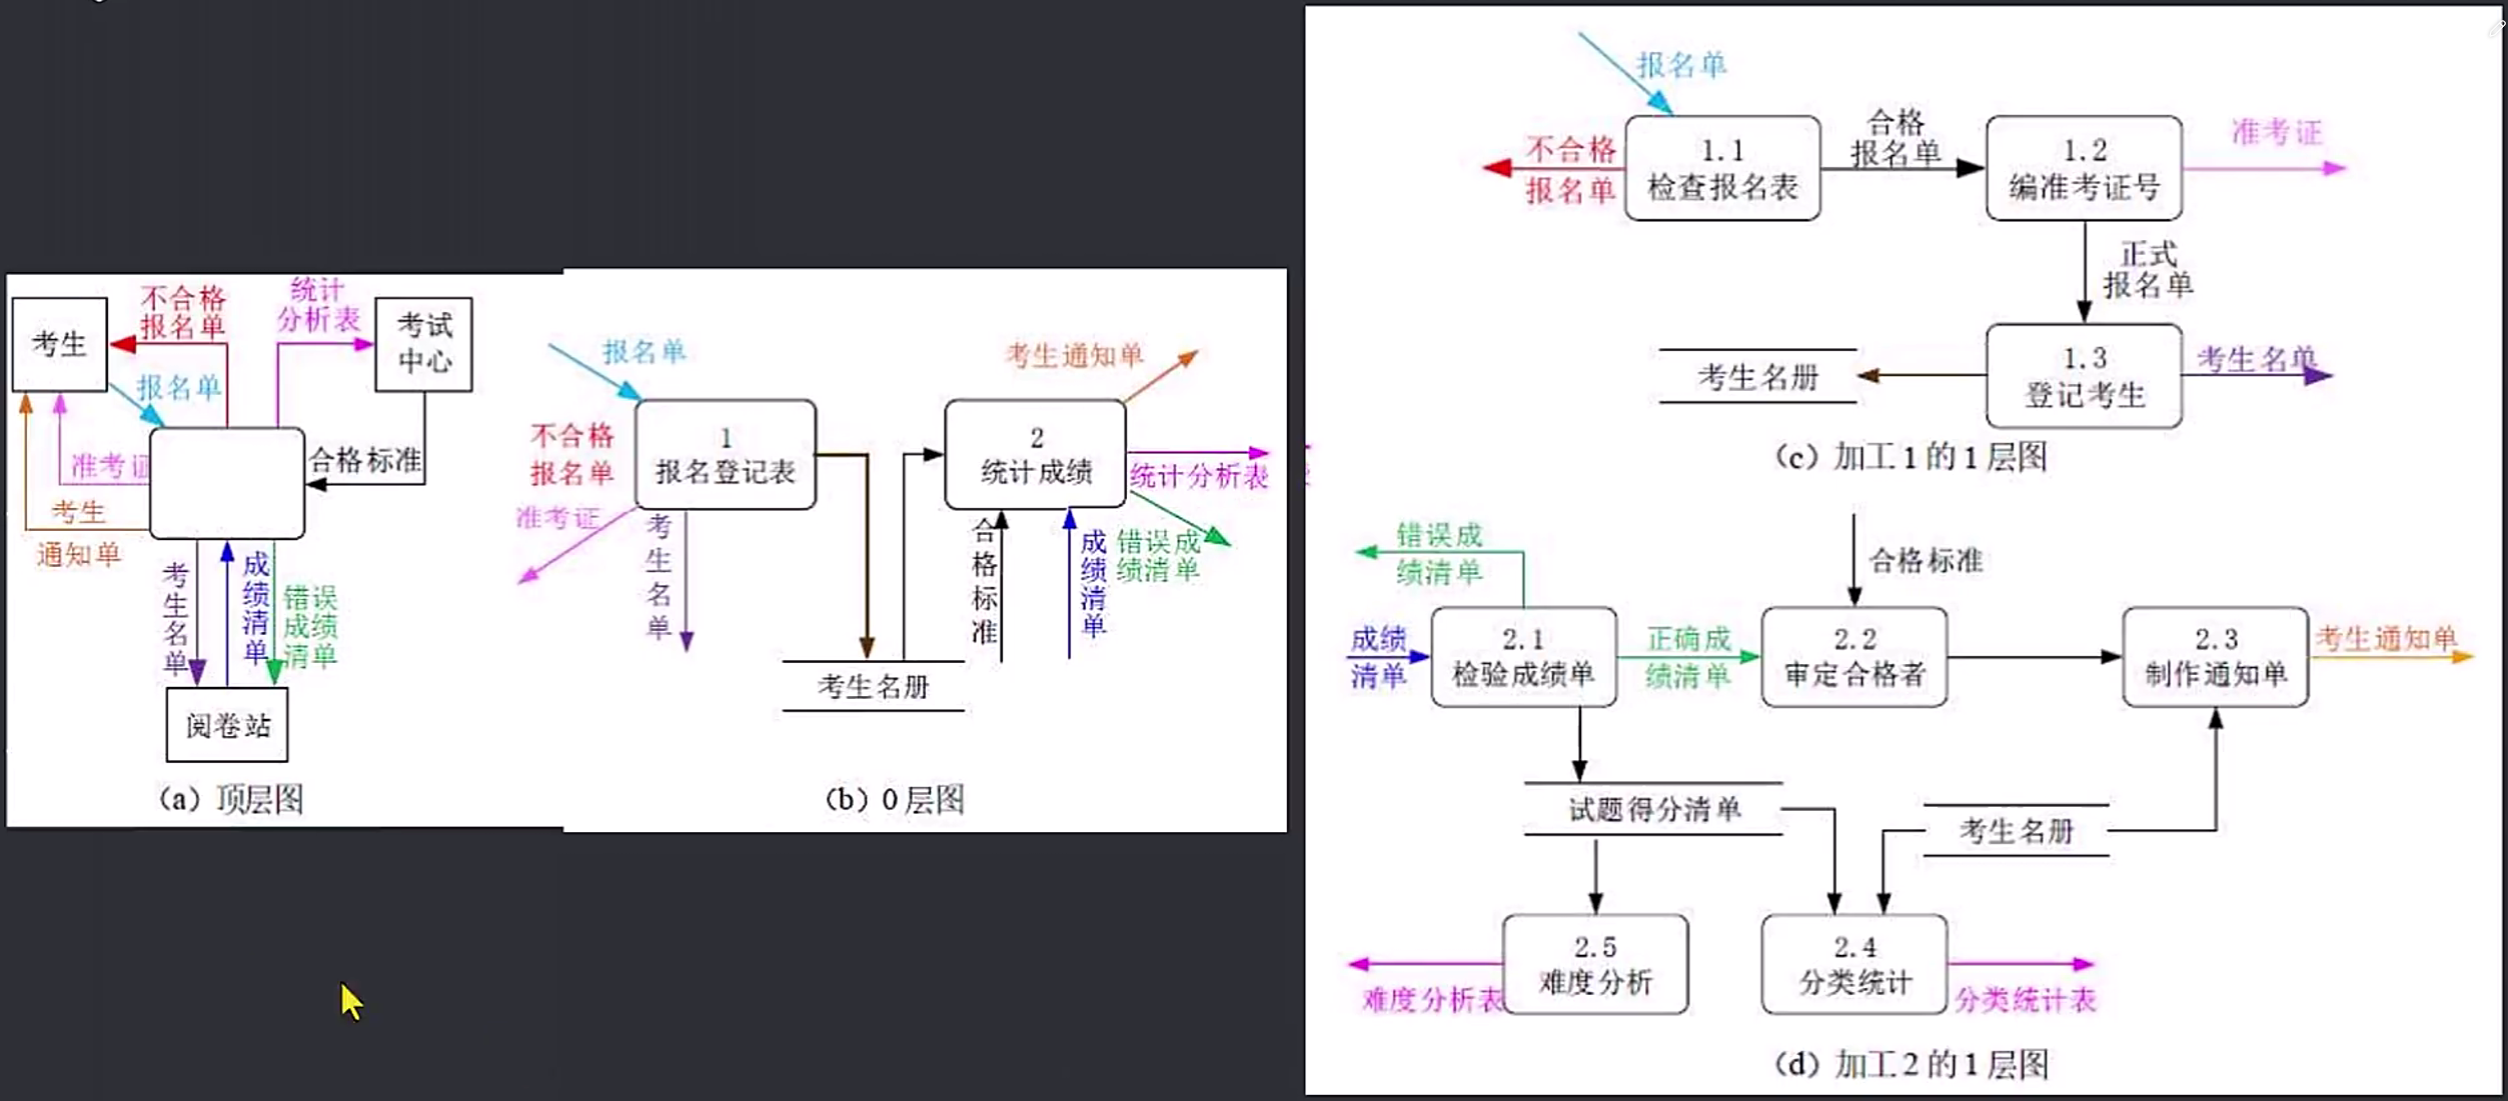 不合格
报名单
统计
分析表
考生
考试
中心
报名单
准考证
合格标准
考生
通知单
考生名单
成绩清单
错误
成绩
清单
阅卷站
(a) 顶层图
报名单
考生通知单
不合格
报名单
1
报名登记表
2
统计成绩
统计分析表
准考证
考生名单
合格标准
成绩清单
错误成
绩清单
考生名册
(b) 0 层图
报名单
不合格
报名单
1.1
检查报名表
合格
报名单
1.2
编准考证号
准考证
正式
报名单
考生名册
1.3
登记考生
考生名单
(c) 加工 1 的 1 层图
错误成
绩清单
合格标准
成绩
清单
2.1
检验成绩单
正确成
绩清单
2.2
审定合格者
2.3
制作通知单
考生通知单
试题得分清单
考生名册
难度分析表
2.5
难度分析
2.4
分类统计
分类统计表
(d) 加工 2 的 1 层图